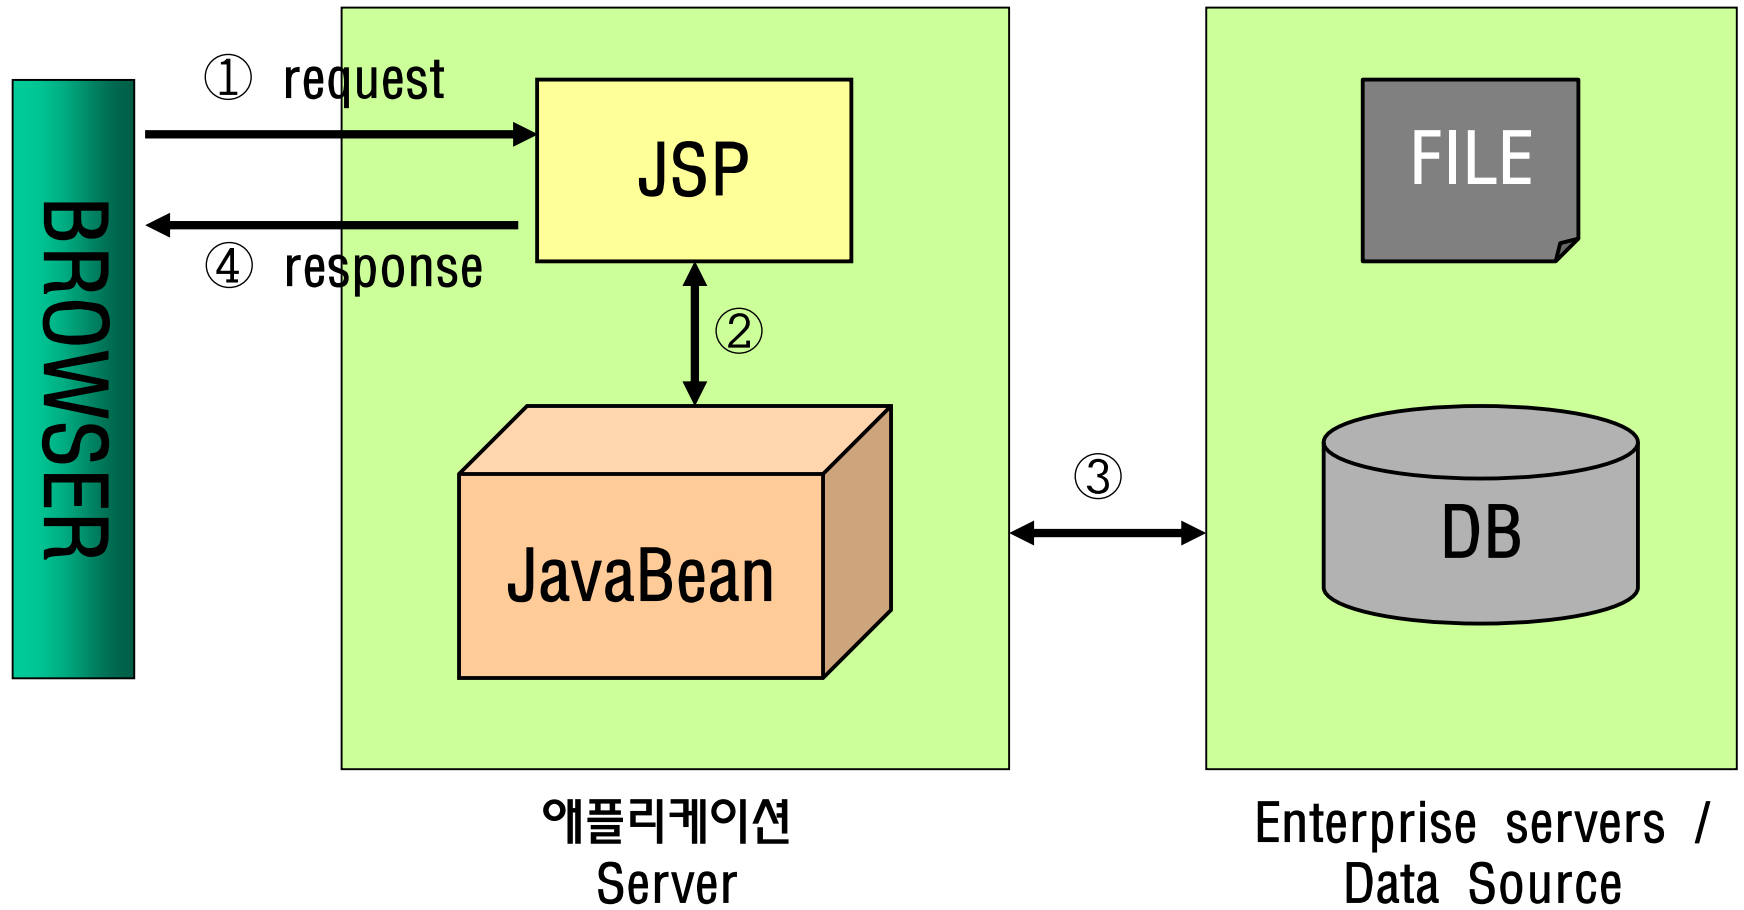 ① request
JSP
④ response
BROWSER
②
JavaBean
③
FILE
DB
애플리케이션
Server
Enterprise servers /
Data Source